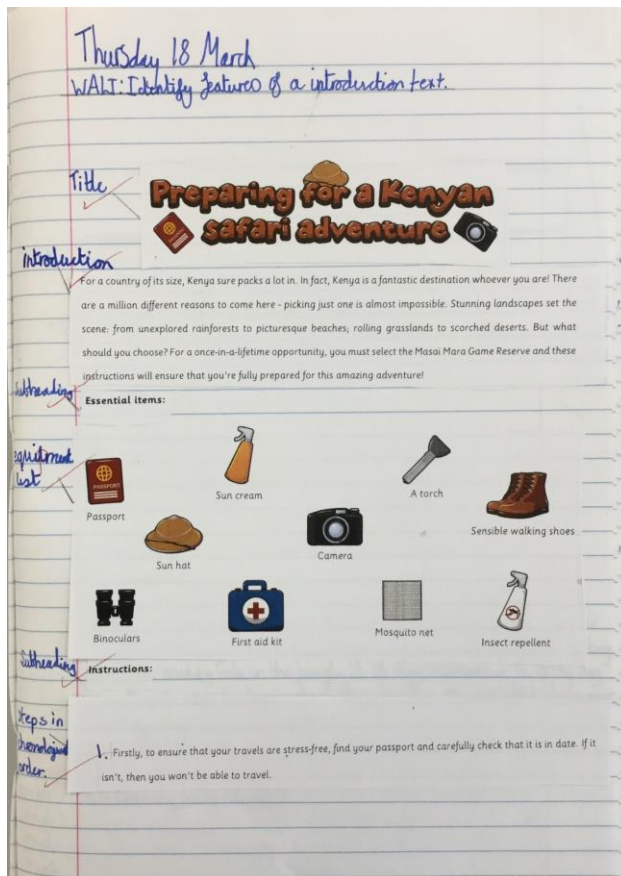 Thursday 18 March
WALT: Identify features of a introduction text.
Title
Preparing for a Kenyan
safari adventure
introduction
For a country of its size, Kenya sure packs a lot in. In fact, Kenya is a fantastic destination whoever you are! There
are a million different reasons to come here - picking just one is almost impossible. Stunning landscapes set the
scene: from unexplored rainforests to picturesque beaches; rolling grasslands to scorched deserts. But what
should you choose? For a once-in-a-lifetime opportunity, you must select the Masai Mara Game Reserve and these
instructions will ensure that you're fully prepared for this amazing adventure!
Subheading
Essential items:
equitment
list
PASSPORT
Passport
Sun cream
A torch
Sensible walking shoes
Sun hat
Camera
Binoculars
First aid kit
Mosquito net
Insect repellent
Subheading
Instructions:
steps in
chronological
order.
1. Firstly, to ensure that your travels are stress-free, find your passport and carefully check that it is in date. If it
isn't, then you won't be able to travel.